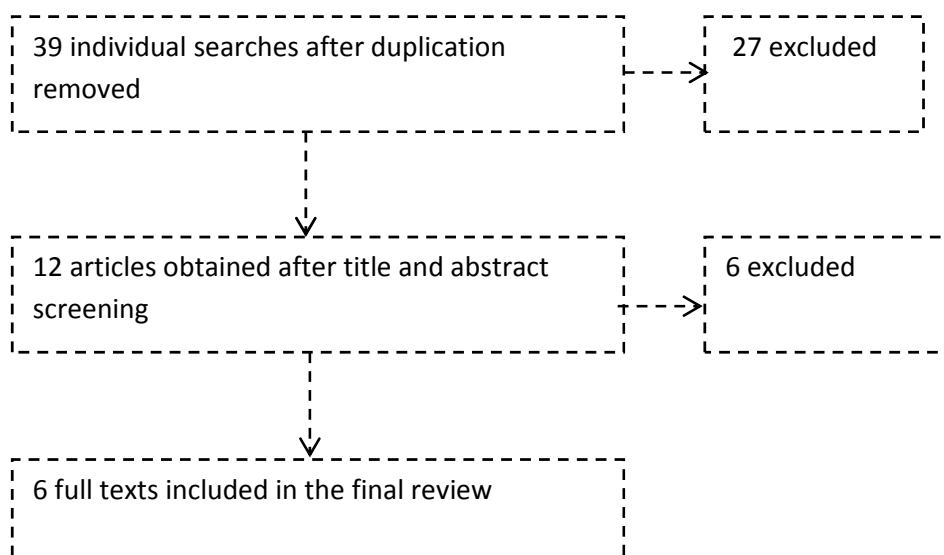 39 individual searches after duplication
removed
27 excluded
12 articles obtained after title and abstract
screening
6 excluded
6 full texts included in the final review